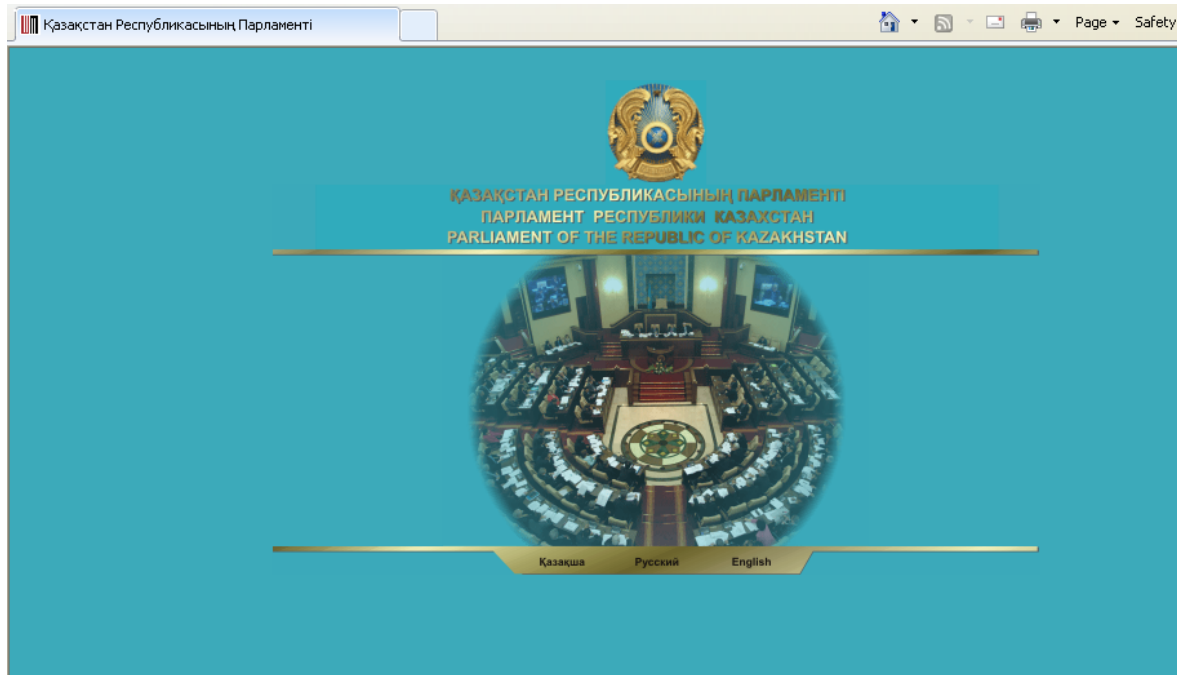 Қазақстан Республикасының Парламенті
Page
Safety
ҚАЗАҚСТАН РЕСПУБЛИКАСЫНЫҢ ПАРЛАМЕНТІ
ПАРЛАМЕНТ РЕСПУБЛИКИ КАЗАХСТАН
PARLIAMENT OF THE REPUBLIC OF KAZAKHSTAN
Қазақша
Русский
English